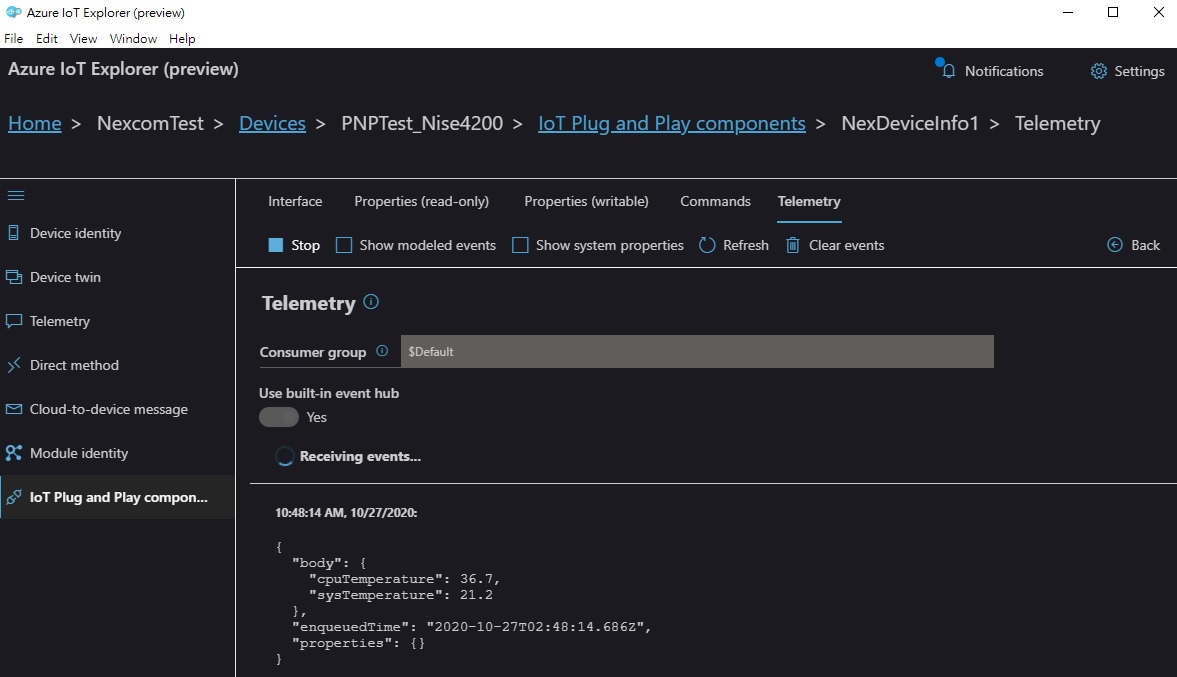 Azure IoT Explorer (preview)
File Edit View Window Help
Azure IoT Explorer (preview)
Notifications
Settings
Home > NexcomTest > Devices > PNPTest_Nise4200 > IoT Plug and Play components > NexDeviceInfo1 > Telemetry
Device identity
Device twin
Telemetry
Direct method
Cloud-to-device message
Module identity
IoT Plug and Play compon...
Interface Properties (read-only) Properties (writable) Commands Telemetry
Stop Show modeled events Show system properties Refresh Clear events Back
Telemetry
Consumer group $Default
Use built-in event hub
Yes
Receiving events...
10:48:14 AM, 10/27/2020:
{
"body": {
"cpuTemperature": 36.7,
"sysTemperature": 21.2
},
"enqueuedTime": "2020-10-27T02:48:14.686Z",
"properties": {}
}